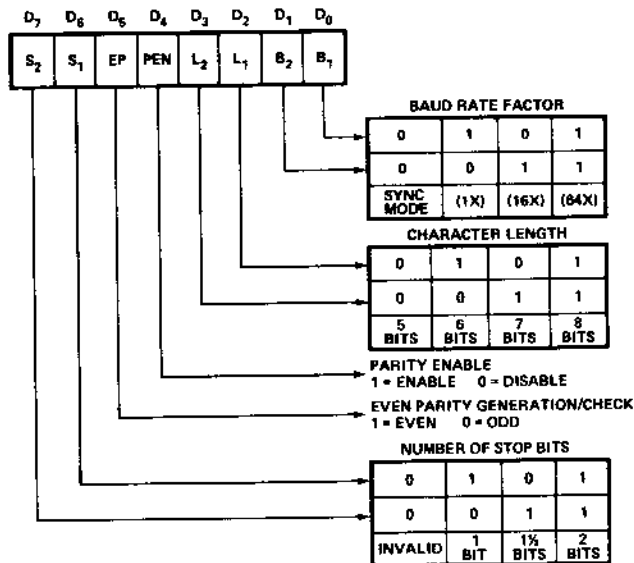 D7 D6 D5 D4 D3 D2 D1 D0
S2 S1 EP PEN L2 L1 B2 B1
BAUD RATE FACTOR
0 1 0 1
0 0 1 1
SYNC MODE (1X) (16X) (64X)
CHARACTER LENGTH
0 1 0 1
0 0 1 1
5 BITS 6 BITS 7 BITS 8 BITS
PARITY ENABLE
1 = ENABLE 0 = DISABLE
EVEN PARITY GENERATION/CHECK
1 = EVEN 0 = ODD
NUMBER OF STOP BITS
0 1 0 1
0 0 1 1
INVALID 1 BIT 1½ BITS 2 BITS